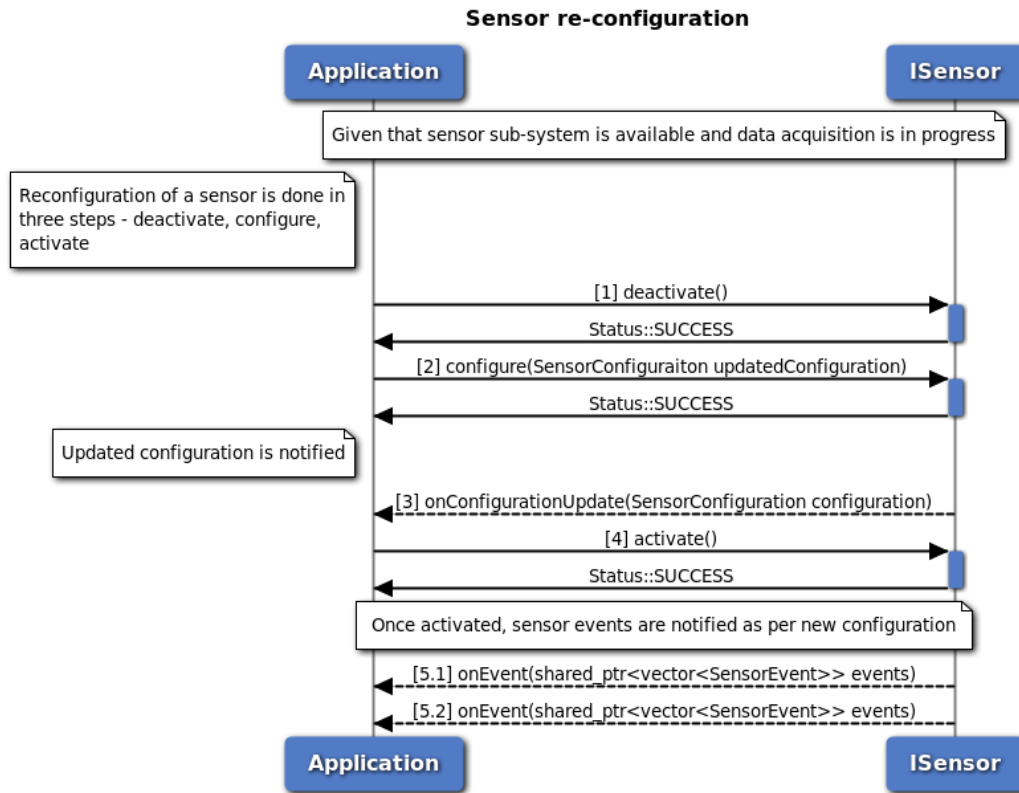 Sensor re-configuration
Application
ISensor
Given that sensor sub-system is available and data acquisition is in progress
Reconfiguration of a sensor is done in
three steps - deactivate, configure,
activate
[1] deactivate()
Status::SUCCESS
[2] configure(SensorConfiguraiton updatedConfiguration)
Status::SUCCESS
Updated configuration is notified
[3] onConfigurationUpdate(SensorConfiguration configuration)
[4] activate()
Status::SUCCESS
Once activated, sensor events are notified as per new configuration
[5.1] onEvent(shared_ptr<vector<SensorEvent>> events)
[5.2] onEvent(shared_ptr<vector<SensorEvent>> events)
Application
ISensor